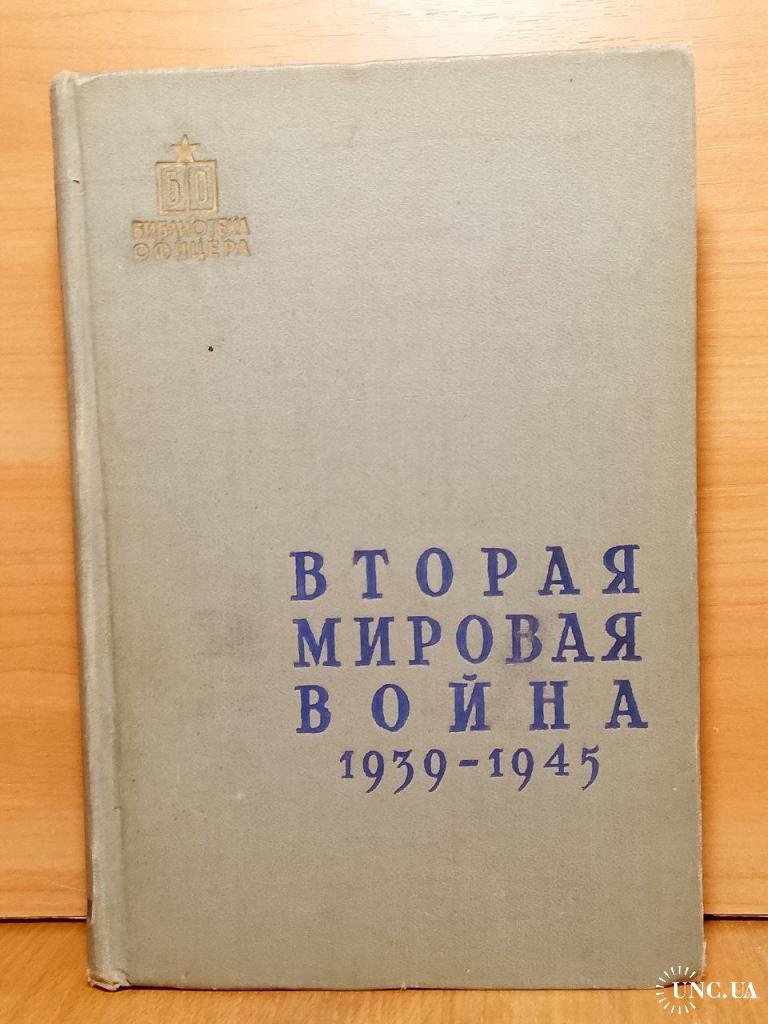 БО
БИБЛИОТЕКА
ОФИЦЕРА
ВТОРАЯ
МИРОВАЯ
ВОЙНА
1939-1945
UNC.UA